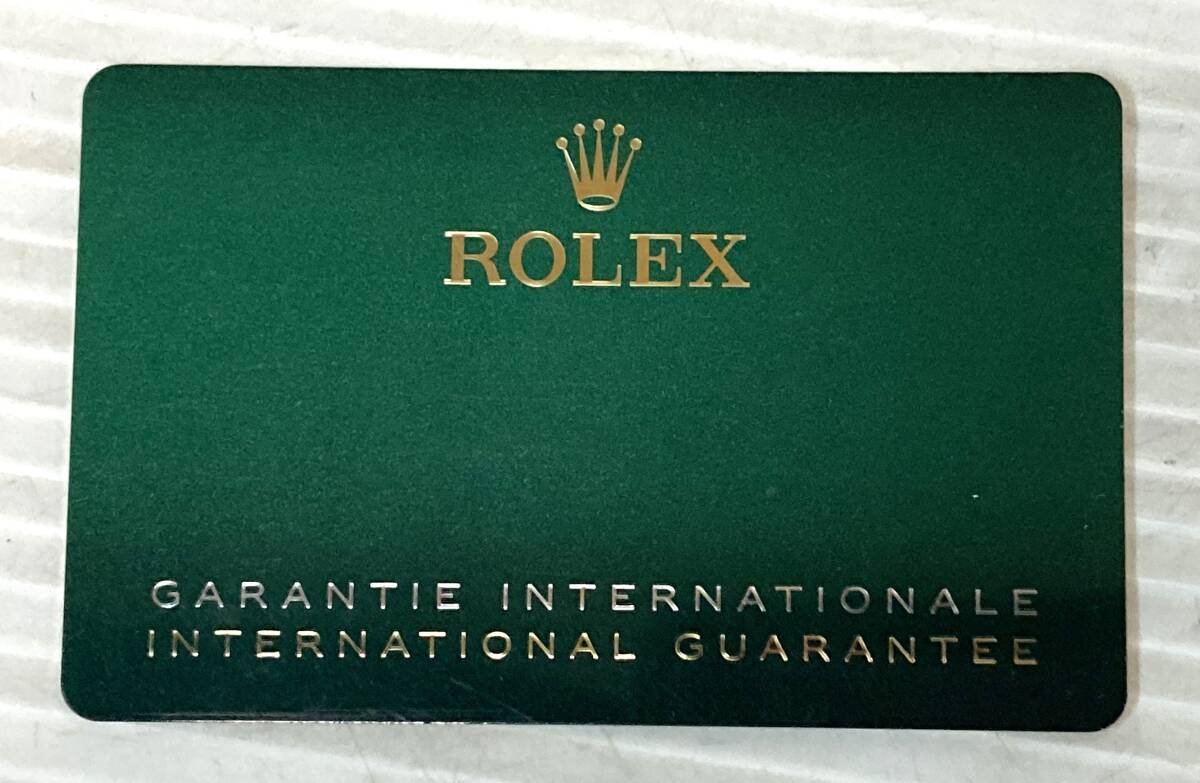 ROLEX
GARANTIE INTERNATIONALE
INTERNATIONAL GUARANTEE